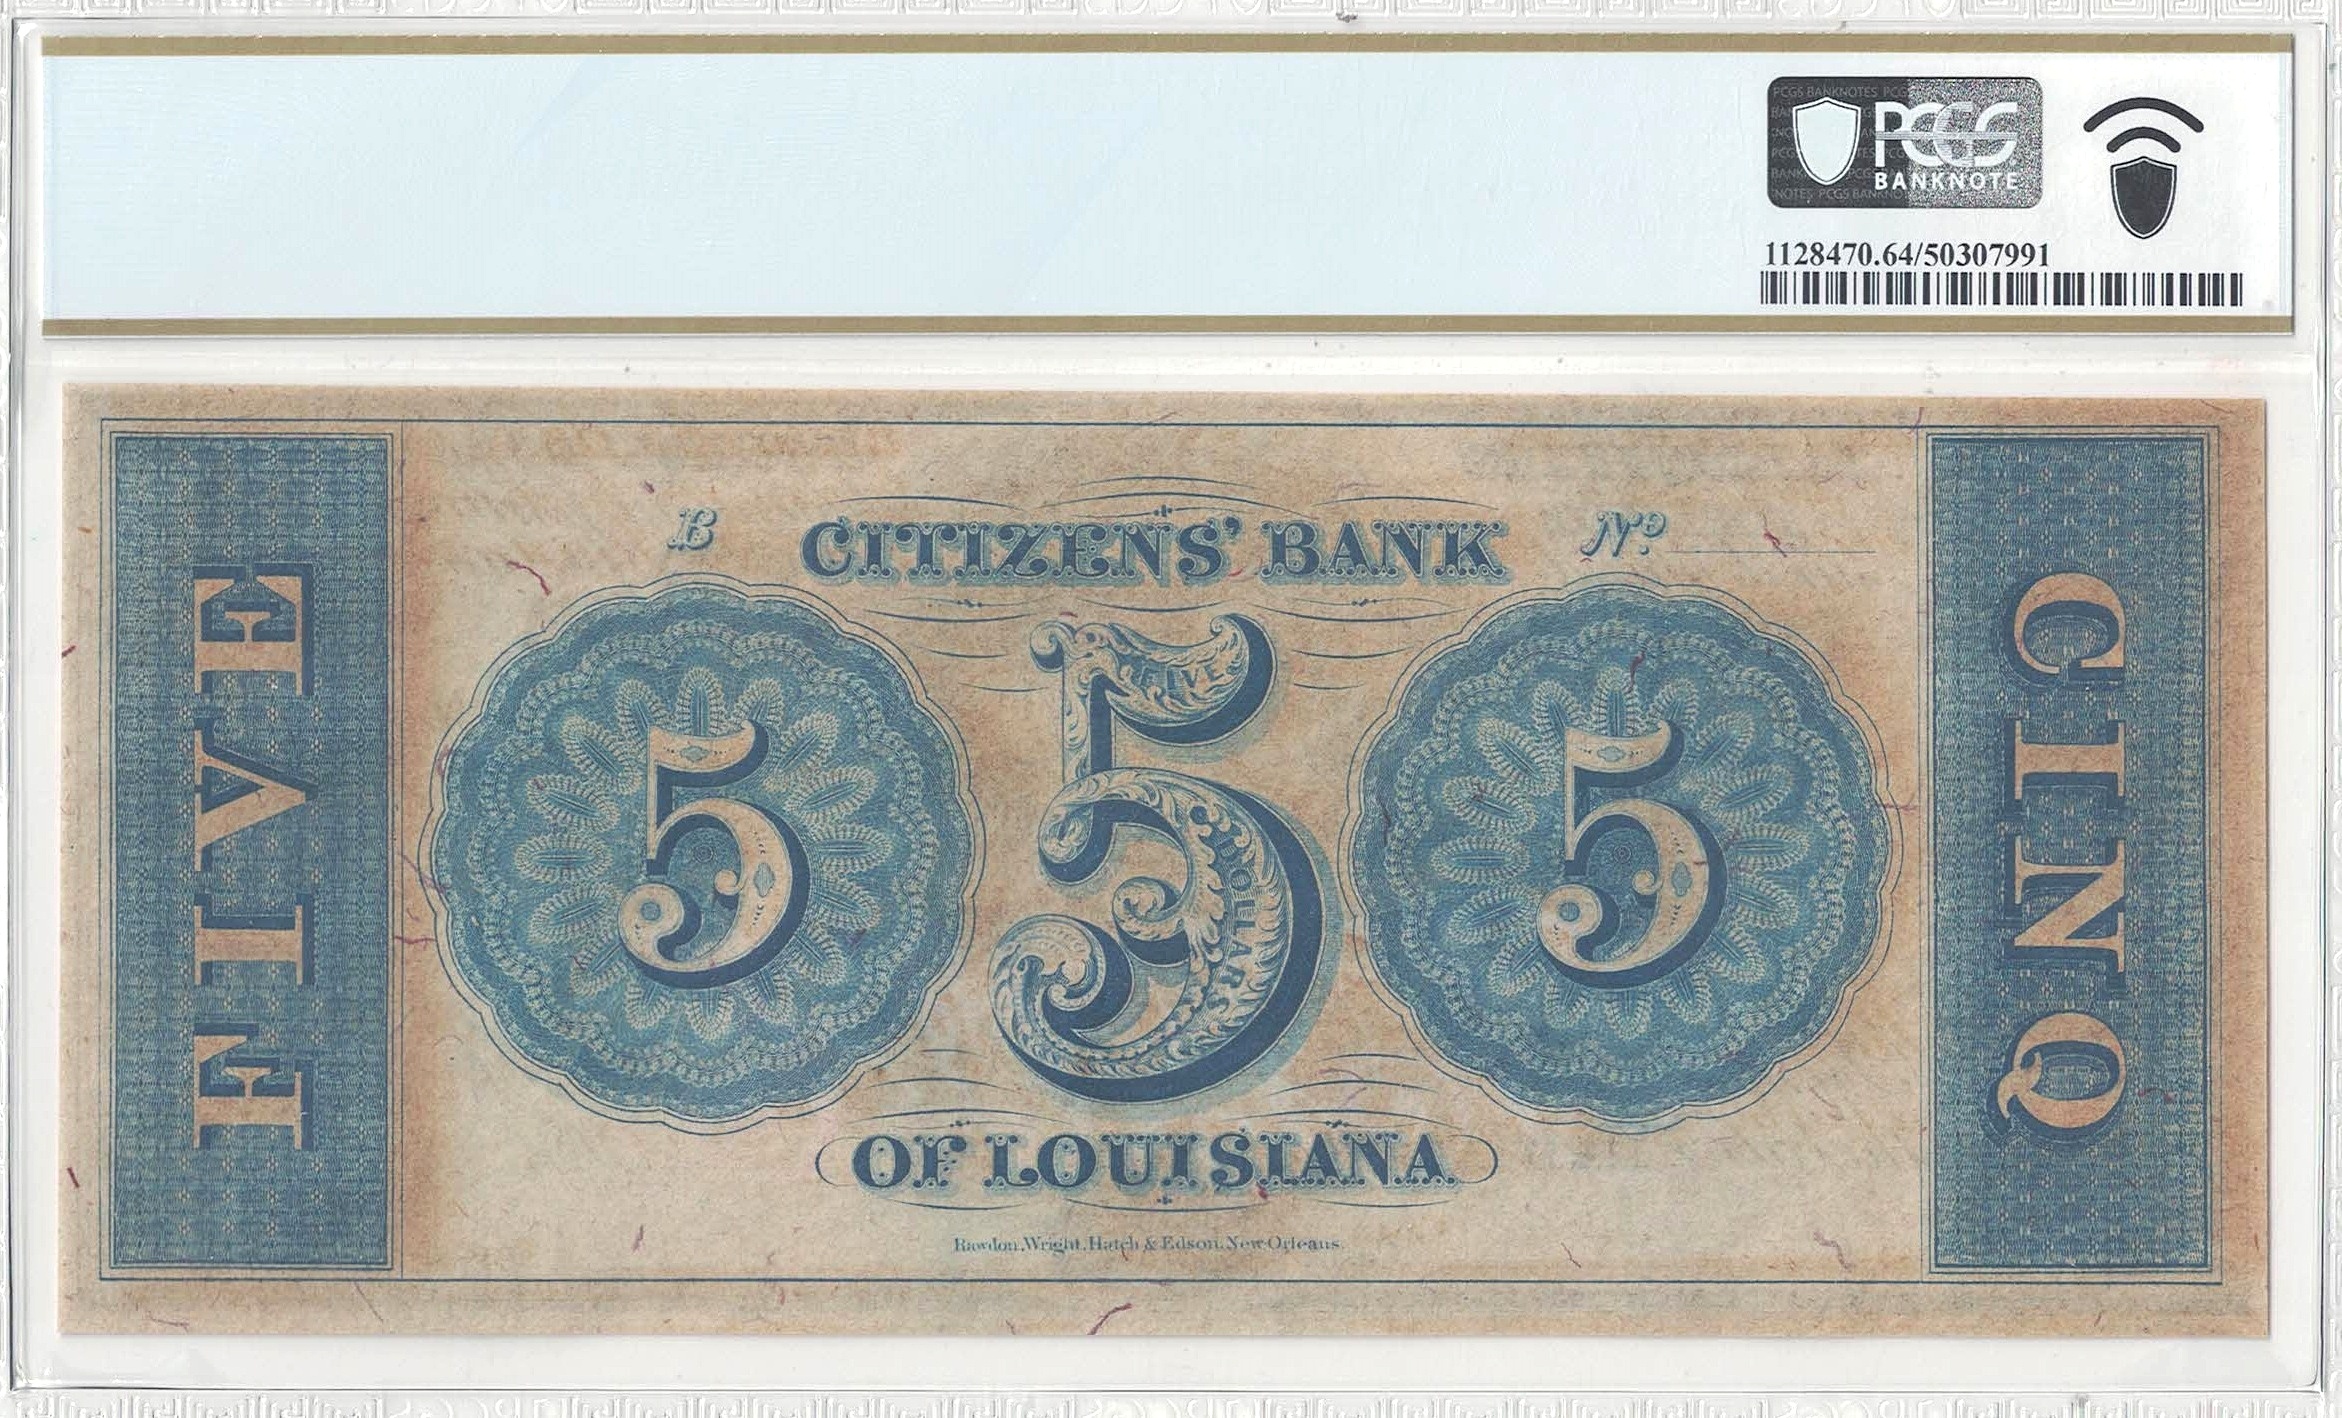 PCGS
BANKNOTE
1128470.64/50307991
B CITIZENS' BANK No.
FIVE
5
FIVE
5
DOLLARS
5
CINQ
OF LOUISIANA
Rawdon, Wright, Hatch & Edson, New Orleans.